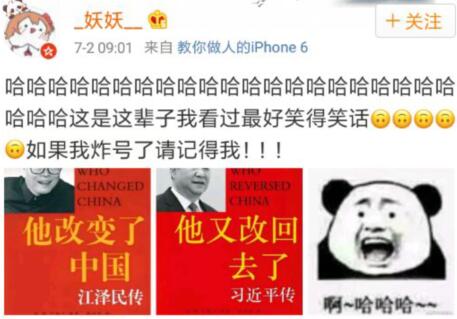 _妖妖__
+关注
7-2 09:01 来自 教你做人的iPhone 6
哈哈哈哈哈哈哈哈哈哈哈哈哈哈哈哈哈哈哈哈哈
哈哈哈这是这辈子我看过最好笑得笑话🙃🙃🙃🙃
🙃如果我炸号了请记得我！！！
WHO
CHANGED
CHINA
他改变了
中国
江泽民传
WHO
REVERSED
CHINA
他又改回
去了
习近平传
啊~哈哈哈~